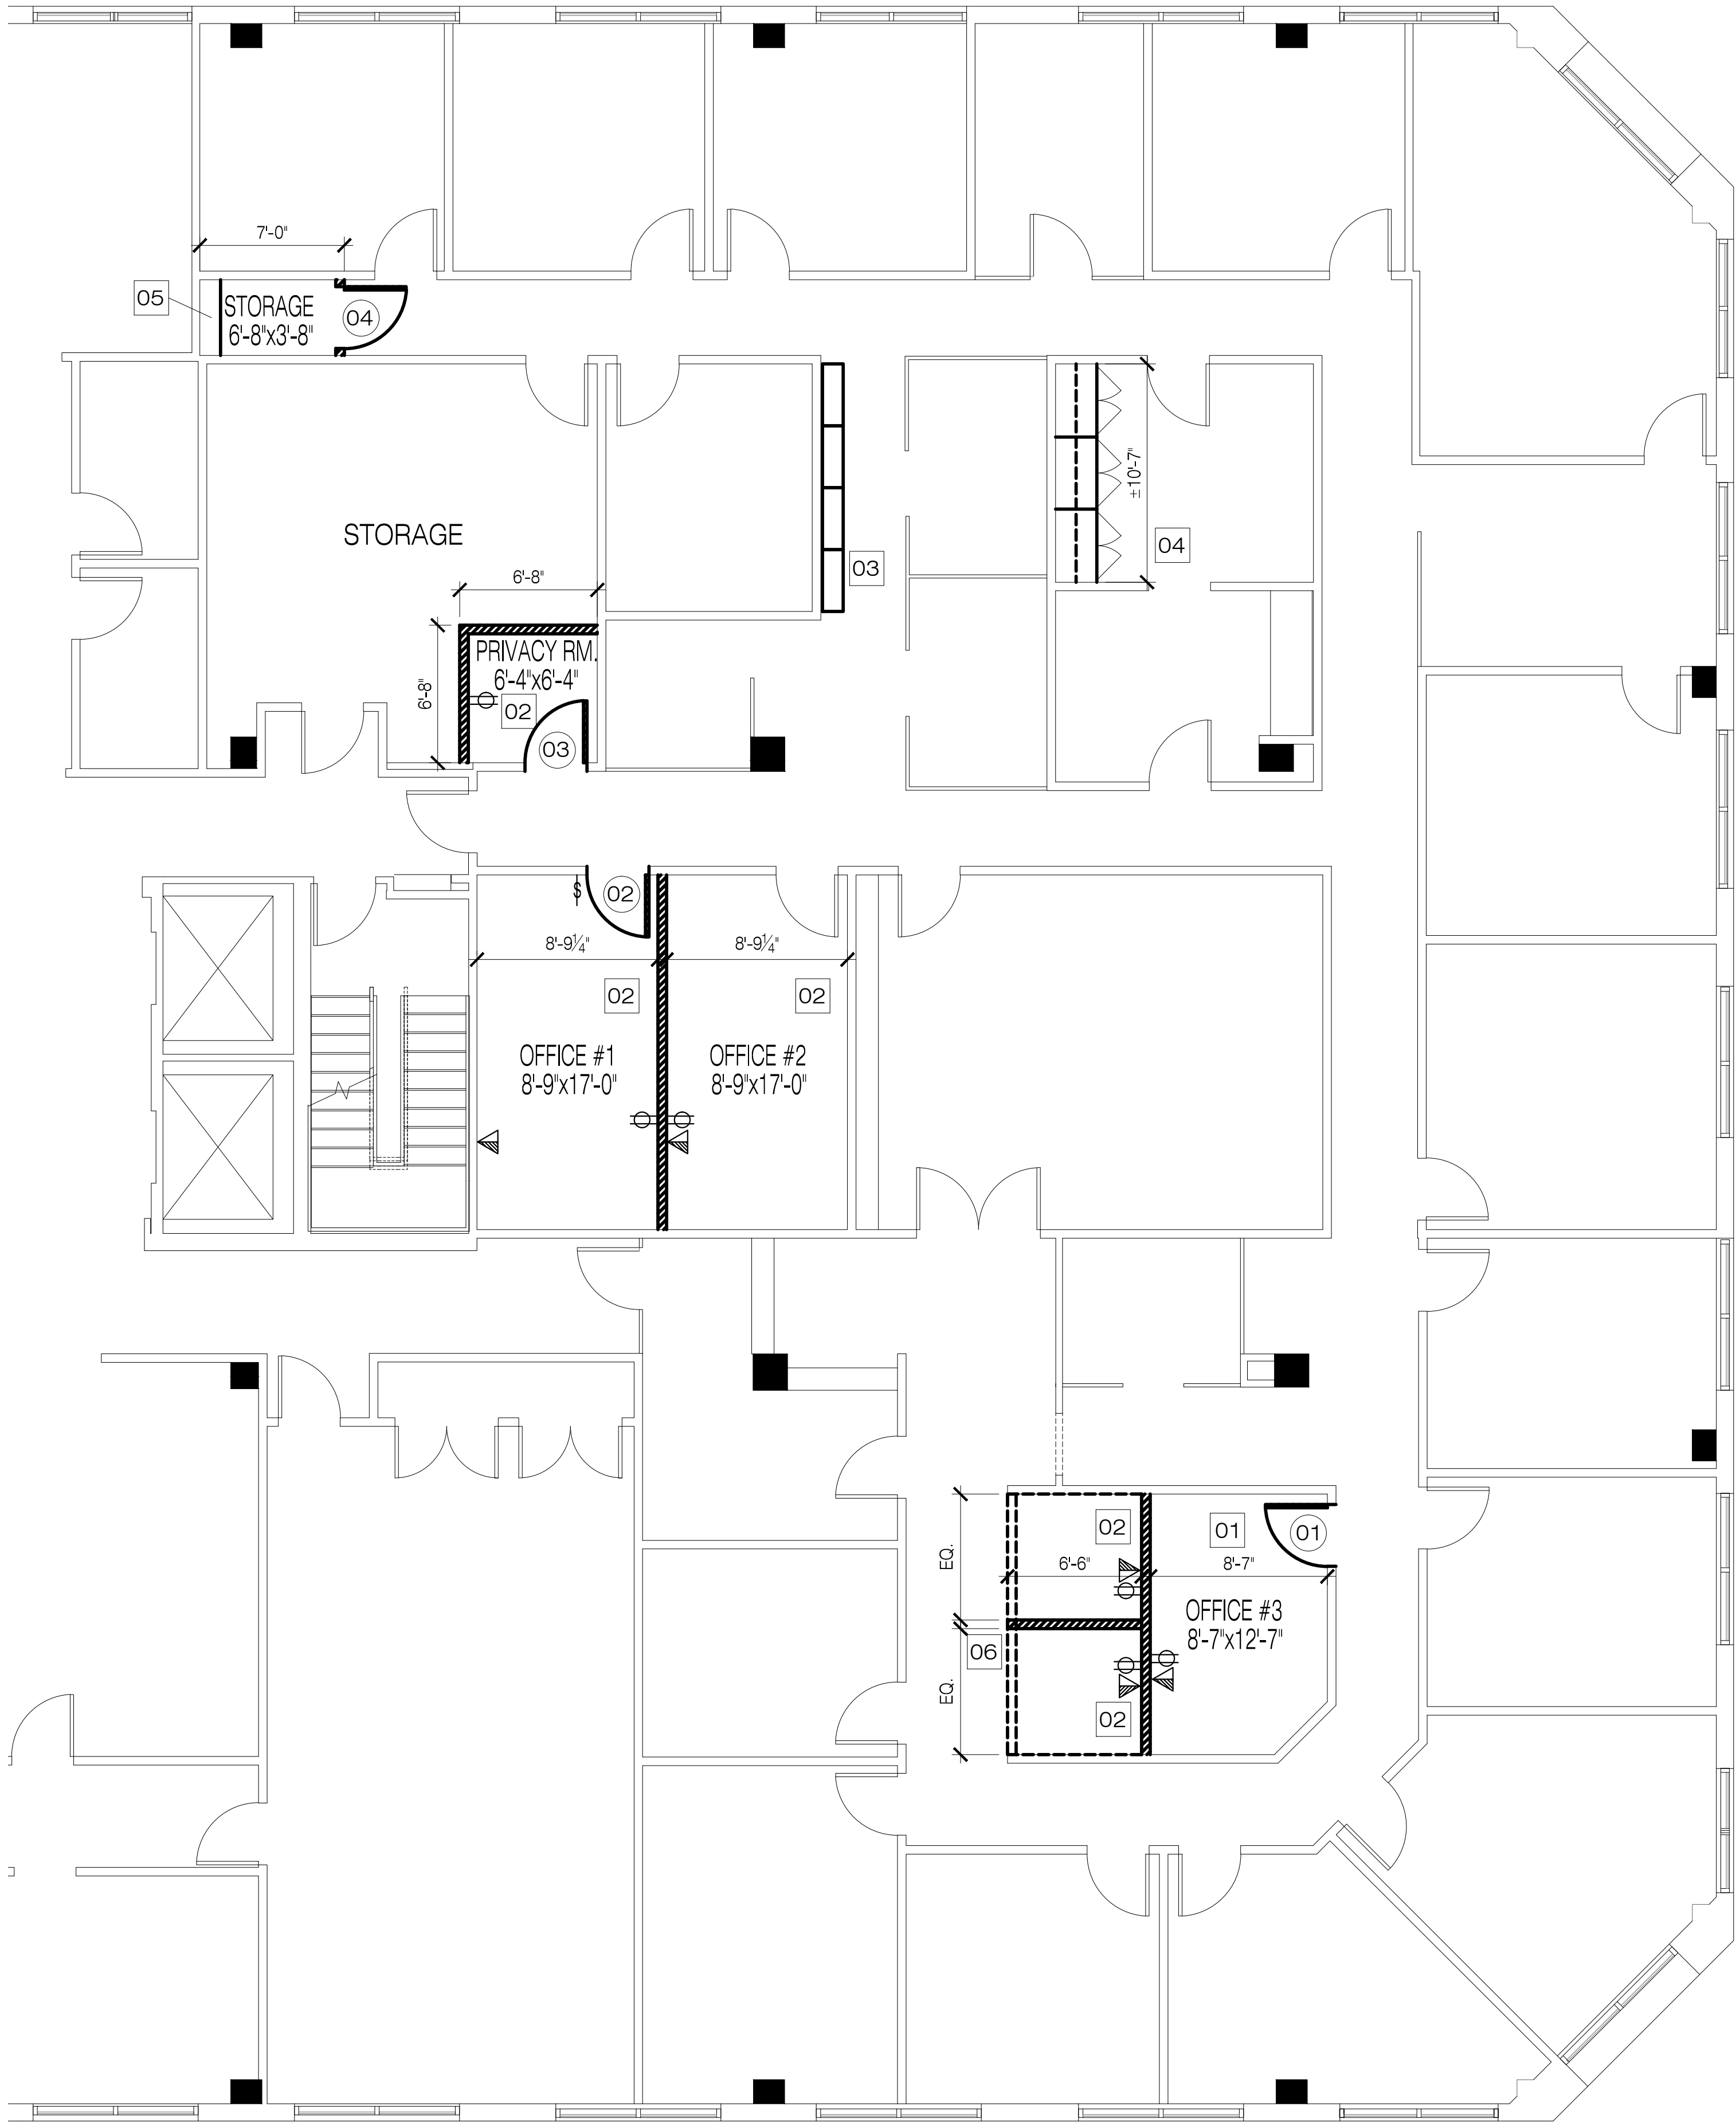 7'-0"
05
STORAGE
6'-8"x3'-8"
04
STORAGE
6'-8"
03
±10'-7"
04
6'-8"
PRIVACY RM.
6'-4"x6'-4"
02
03
$
02
8'-9¼"
8'-9¼"
02
02
OFFICE #1
8'-9"x17'-0"
OFFICE #2
8'-9"x17'-0"
EQ.
02
01
01
6'-6"
8'-7"
OFFICE #3
8'-7"x12'-7"
06
EQ.
02